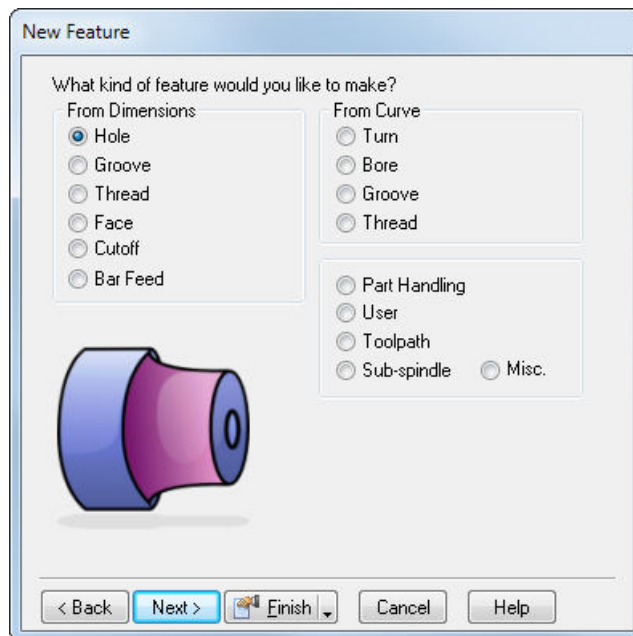 New Feature
What kind of feature would you like to make?
From Dimensions
Hole
Groove
Thread
Face
Cutoff
Bar Feed
From Curve
Turn
Bore
Groove
Thread
Part Handling
User
Toolpath
Sub-spindle Misc.
< Back Next > Finish Cancel Help